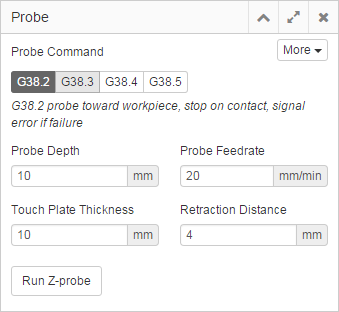 Probe
Probe Command More
G38.2 G38.3 G38.4 G38.5
G38.2 probe toward workpiece, stop on contact, signal
error if failure
Probe Depth Probe Feedrate
10 mm 20 mm/min
Touch Plate Thickness Retraction Distance
10 mm 4 mm
Run Z-probe